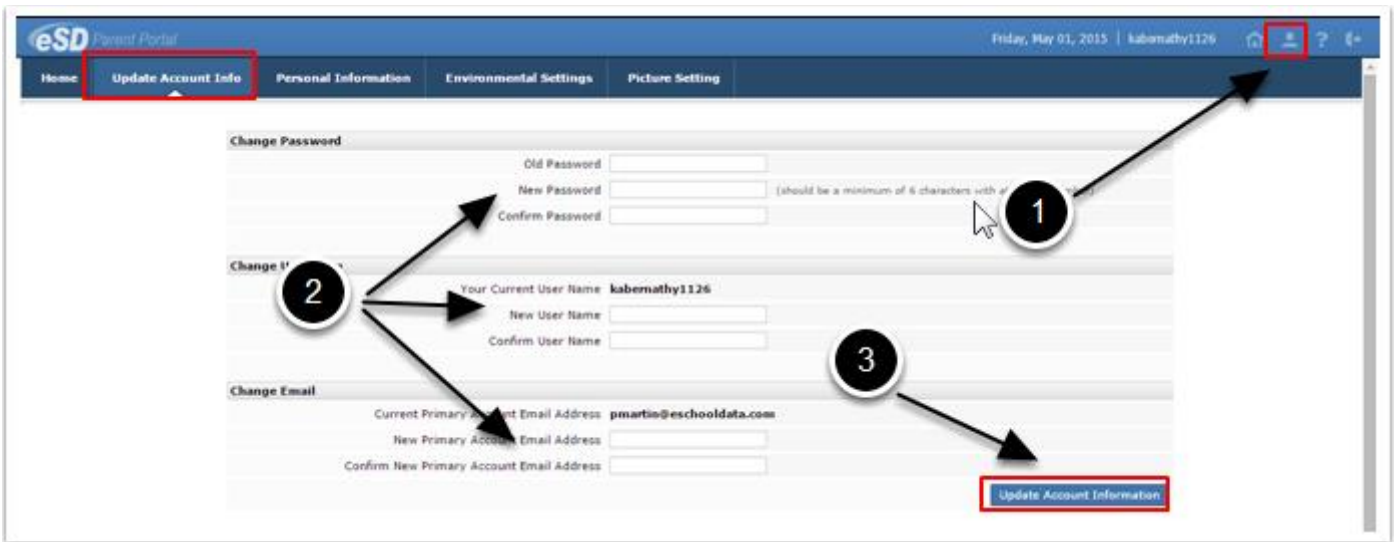 eSD Parent Portal
Friday, May 01, 2015 | kabernathy1126 ?
Home Update Account Info Personal Information Environmental Settings Picture Setting
Change Password
Old Password
New Password (should be a minimum of 6 characters with
Confirm Password
1
Change
2
Your Current User Name kabernathy1126
New User Name
Confirm User Name
3
Change Email
Current Primary Account Email Address pmartin@eschooldata.com
New Primary Account Email Address
Confirm New Primary Account Email Address
Update Account Information